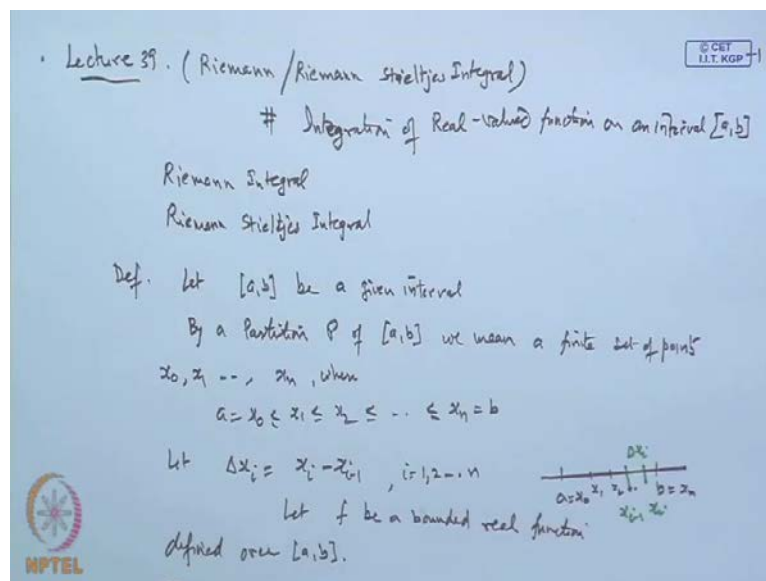 . Lecture 39. (Riemann/Riemann Stieltjes Integral)
© CET
I.I.T. KGP
-1
# Integration of Real-valued function on an interval [a,b]
Riemann Integral
Riemann Stieltjes Integral
Def. Let [a,b] be a given interval
By a Partition P of [a,b] we mean a finite set of points
x₀, x₁ --, xₙ, where
a = x₀ ≤ x₁ ≤ x₂ ≤ -- ≤ xₙ = b
Let Δxᵢ = xᵢ - xᵢ₋₁, i=1,2-..n
Δxᵢ
a=x₀ x₁ x₂ .. b=xₙ
xᵢ₋₁ xᵢ
Let f be a bounded real function
defined over [a,b].
NPTEL